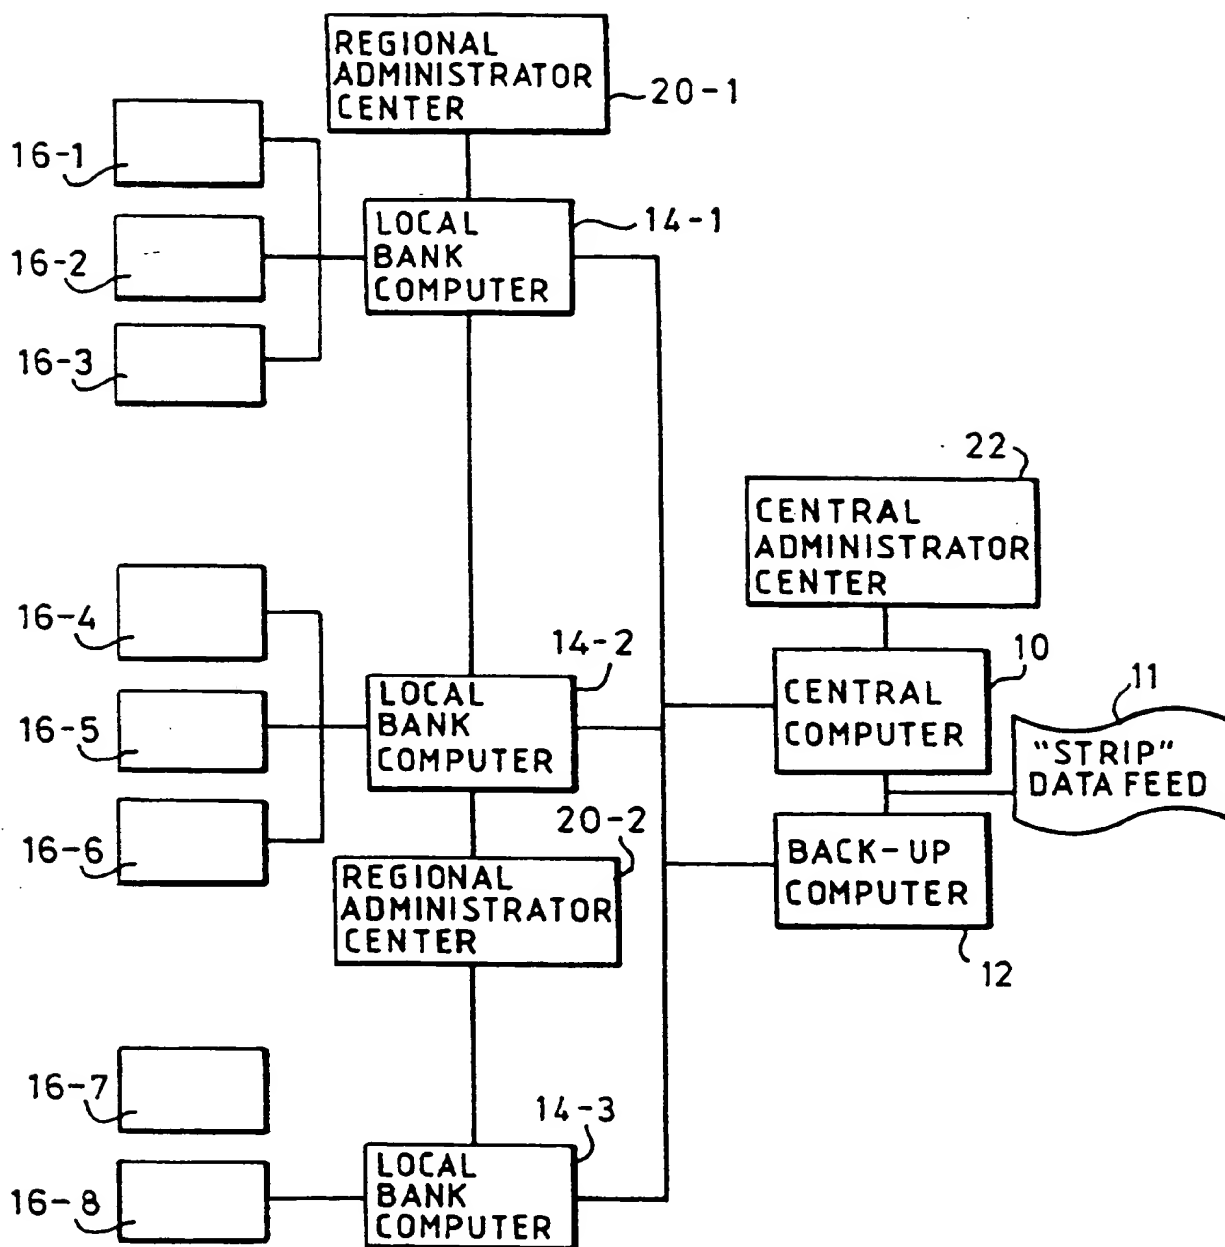 REGIONAL
ADMINISTRATOR
CENTER
20-1
16-1
LOCAL
BANK
COMPUTER
14-1
16-2
16-3
22
CENTRAL
ADMINISTRATOR
CENTER
16-4
14-2
10
LOCAL
BANK
COMPUTER
CENTRAL
COMPUTER
11
"STRIP"
DATA FEED
16-5
20-2
16-6
BACK-UP
COMPUTER
12
REGIONAL
ADMINISTRATOR
CENTER
16-7
14-3
LOCAL
BANK
COMPUTER
16-8